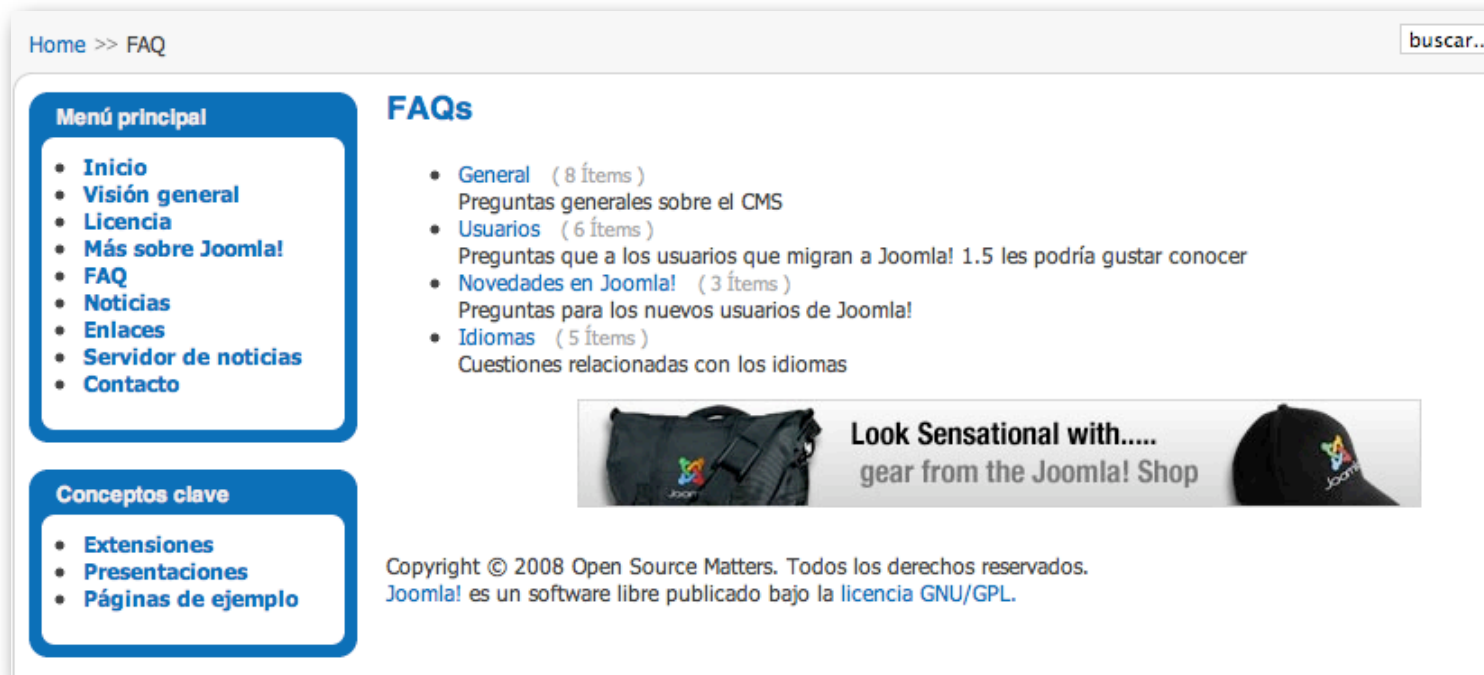 Home >> FAQ
buscar..
Menú principal
Inicio
Visión general
Licencia
Más sobre Joomla!
FAQ
Noticias
Enlaces
Servidor de noticias
Contacto
Conceptos clave
Extensiones
Presentaciones
Páginas de ejemplo
FAQs
General ( 8 Ítems )
Preguntas generales sobre el CMS
Usuarios ( 6 Ítems )
Preguntas que a los usuarios que migran a Joomla! 1.5 les podría gustar conocer
Novedades en Joomla! ( 3 Ítems )
Preguntas para los nuevos usuarios de Joomla!
Idiomas ( 5 Ítems )
Cuestiones relacionadas con los idiomas
Look Sensational with.....
gear from the Joomla! Shop
Copyright © 2008 Open Source Matters. Todos los derechos reservados.
Joomla! es un software libre publicado bajo la licencia GNU/GPL.